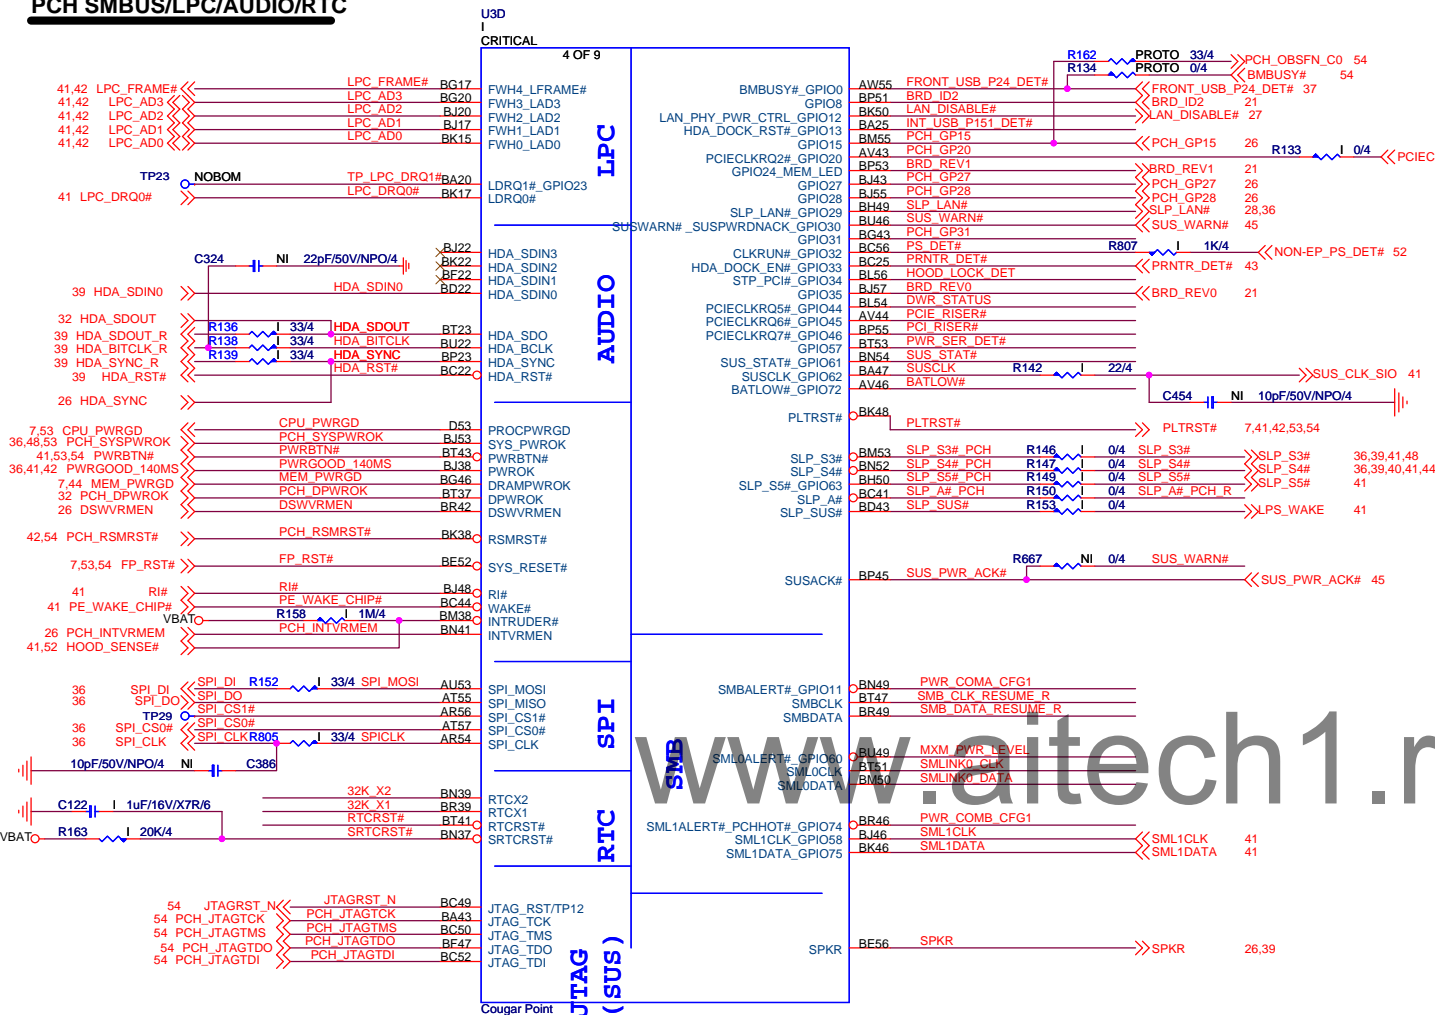 PCH SMBUS/LPC/AUDIO/RTC
U3D
I
CRITICAL
4 OF 9
41,42 LPC_FRAME# LPC_FRAME# BG17 FWH4_LFRAME#
41,42 LPC_AD3 LPC_AD3 BG20 FWH3_LAD3
41,42 LPC_AD2 LPC_AD2 BJ20 FWH2_LAD2
41,42 LPC_AD1 LPC_AD1 BJ17 FWH1_LAD1
41,42 LPC_AD0 LPC_AD0 BK15 FWH0_LAD0
TP23 NOBOM TP_LPC_DRQ1# BA20 LDRQ1#_GPIO23
41 LPC_DRQ0# LPC_DRQ0# BK17 LDRQ0#
LPC
BJ22 HDA_SDIN3
C324 NI 22pF/50V/NPO/4 BK22 HDA_SDIN2
BF22 HDA_SDIN1
39 HDA_SDIN0 HDA_SDIN0 BD22 HDA_SDIN0
32 HDA_SDOUT
39 HDA_SDOUT_R R136 I 33/4 HDA_SDOUT BT23 HDA_SDO
39 HDA_BITCLK_R R138 I 33/4 HDA_BITCLK BU22 HDA_BCLK
39 HDA_SYNC_R R139 I 33/4 HDA_SYNC BP23 HDA_SYNC
39 HDA_RST# HDA_RST# BC22 HDA_RST#
26 HDA_SYNC
AUDIO
7,53 CPU_PWRGD CPU_PWRGD D53 PROCPWRGD
36,48,53 PCH_SYSPWROK PCH_SYSPWROK BJ53 SYS_PWROK
41,53,54 PWRBTN# PWRBTN# BT43 PWRBTN#
36,41,42 PWRGOOD_140MS PWRGOOD_140MS BJ38 PWROK
7,44 MEM_PWRGD MEM_PWRGD BG46 DRAMPWROK
32 PCH_DPWROK PCH_DPWROK BT37 DPWROK
26 DSWVRMEN DSWVRMEN BR42 DSWVRMEN
42,54 PCH_RSMRST# PCH_RSMRST# BK38 RSMRST#
7,53,54 FP_RST# FP_RST# BE52 SYS_RESET#
41 RI# RI# BJ48 RI#
41 PE_WAKE_CHIP# PE_WAKE_CHIP# BC44 WAKE#
VBAT R158 I 1M/4 BM38 INTRUDER#
26 PCH_INTVRMEM PCH_INTVRMEM BN41 INTVRMEN
41,52 HOOD_SENSE#
36 SPI_DI SPI_DI R152 I 33/4 SPI_MOSI AU53 SPI_MOSI
36 SPI_DO SPI_DO AT55 SPI_MISO
TP29 SPI_CS1# AR56 SPI_CS1#
36 SPI_CS0# SPI_CS0# AT57 SPI_CS0#
36 SPI_CLK SPI_CLK R805 I 33/4 SPICLK AR54 SPI_CLK
10pF/50V/NPO/4 NI C386
SPI
32K_X2 BN39 RTCX2
C122 I 1uF/16V/X7R/6 32K_X1 BR39 RTCX1
RTCRST# BT41 RTCRST#
VBAT R163 I 20K/4 SRTCRST# BN37 SRTCRST#
RTC
54 JTAGRST_N JTAGRST_N BC49 JTAG_RST/TP12
54 PCH_JTAGTCK PCH_JTAGTCK BA43 JTAG_TCK
54 PCH_JTAGTMS PCH_JTAGTMS BC50 JTAG_TMS
54 PCH_JTAGTDO PCH_JTAGTDO BF47 JTAG_TDO
54 PCH_JTAGTDI PCH_JTAGTDI BC52 JTAG_TDI
JTAG
(SUS)
Cougar Point
R162 PROTO 33/4 PCH_OBSFN_C0 54
R134 PROTO 0/4 BMBUSY# 54
BMBUSY#_GPIO0 AW55 FRONT_USB_P24_DET# FRONT_USB_P24_DET# 37
GPIO8 BP51 BRD_ID2 BRD_ID2 21
LAN_PHY_PWR_CTRL_GPIO12 BK50 LAN_DISABLE# LAN_DISABLE# 27
HDA_DOCK_RST#_GPIO13 BA25 INT_USB_P151_DET#
GPIO15 BM55 PCH_GP15 PCH_GP15 26
PCIECLKRQ2#_GPIO20 AV43 PCH_GP20 R133 I 0/4 PCIEC
GPIO24_MEM_LED BP53 BRD_REV1 BRD_REV1 21
GPIO27 BJ43 PCH_GP27 PCH_GP27 26
GPIO28 BJ55 PCH_GP28 PCH_GP28 26
SLP_LAN#_GPIO29 BH49 SLP_LAN# SLP_LAN# 28,36
SUSWARN#_SUSPWRDNACK_GPIO30 BU46 SUS_WARN# SUS_WARN# 45
GPIO31 BG43 PCH_GP31
CLKRUN#_GPIO32 BC56 PS_DET# R807 I 1K/4 NON-EP_PS_DET# 52
HDA_DOCK_EN#_GPIO33 BC25 PRNTR_DET# PRNTR_DET# 43
STP_PCI#_GPIO34 BL56 HOOD_LOCK_DET
GPIO35 BJ57 BRD_REV0 BRD_REV0 21
PCIECLKRQ5#_GPIO44 BL54 DWR_STATUS
PCIECLKRQ6#_GPIO45 AV44 PCIE_RISER#
PCIECLKRQ7#_GPIO46 BP55 PCI_RISER#
GPIO57 BT53 PWR_SER_DET#
SUS_STAT#_GPIO61 BN54 SUS_STAT#
SUSCLK_GPIO62 BA47 SUSCLK R142 I 22/4 SUS_CLK_SIO 41
BATLOW#_GPIO72 AV46 BATLOW#
C454 NI 10pF/50V/NPO/4
PLTRST# BK48 PLTRST# PLTRST# 7,41,42,53,54
SLP_S3# BM53 SLP_S3#_PCH R146 I 0/4 SLP_S3# SLP_S3# 36,39,41,48
SLP_S4# BN52 SLP_S4#_PCH R147 I 0/4 SLP_S4# SLP_S4# 36,39,40,41,44
SLP_S5#_GPIO63 BH50 SLP_S5#_PCH R149 I 0/4 SLP_S5# SLP_S5# 41
SLP_A# BC41 SLP_A#_PCH R150 I 0/4 SLP_A#_PCH_R
SLP_SUS# BD43 SLP_SUS# R153 I 0/4 LPS_WAKE 41
R667 NI 0/4 SUS_WARN#
SUSACK# BP45 SUS_PWR_ACK# SUS_PWR_ACK# 45
SMBALERT#_GPIO11 BN49 PWR_COMA_CFG1
SMBCLK BT47 SMB_CLK_RESUME_R
SMBDATA BR49 SMB_DATA_RESUME_R
SML0ALERT#_GPIO60 BU49 MXM_PWR_LEVEL
SML0CLK BT51 SMLINK0_CLK
SML0DATA BM50 SMLINK0_DATA
SMB
SML1ALERT#_PCHHOT#_GPIO74 BR46 PWR_COMB_CFG1
SML1CLK_GPIO58 BJ46 SML1CLK SML1CLK 41
SML1DATA_GPIO75 BK46 SML1DATA SML1DATA 41
SPKR BE56 SPKR SPKR 26,39
www.aitech1.r